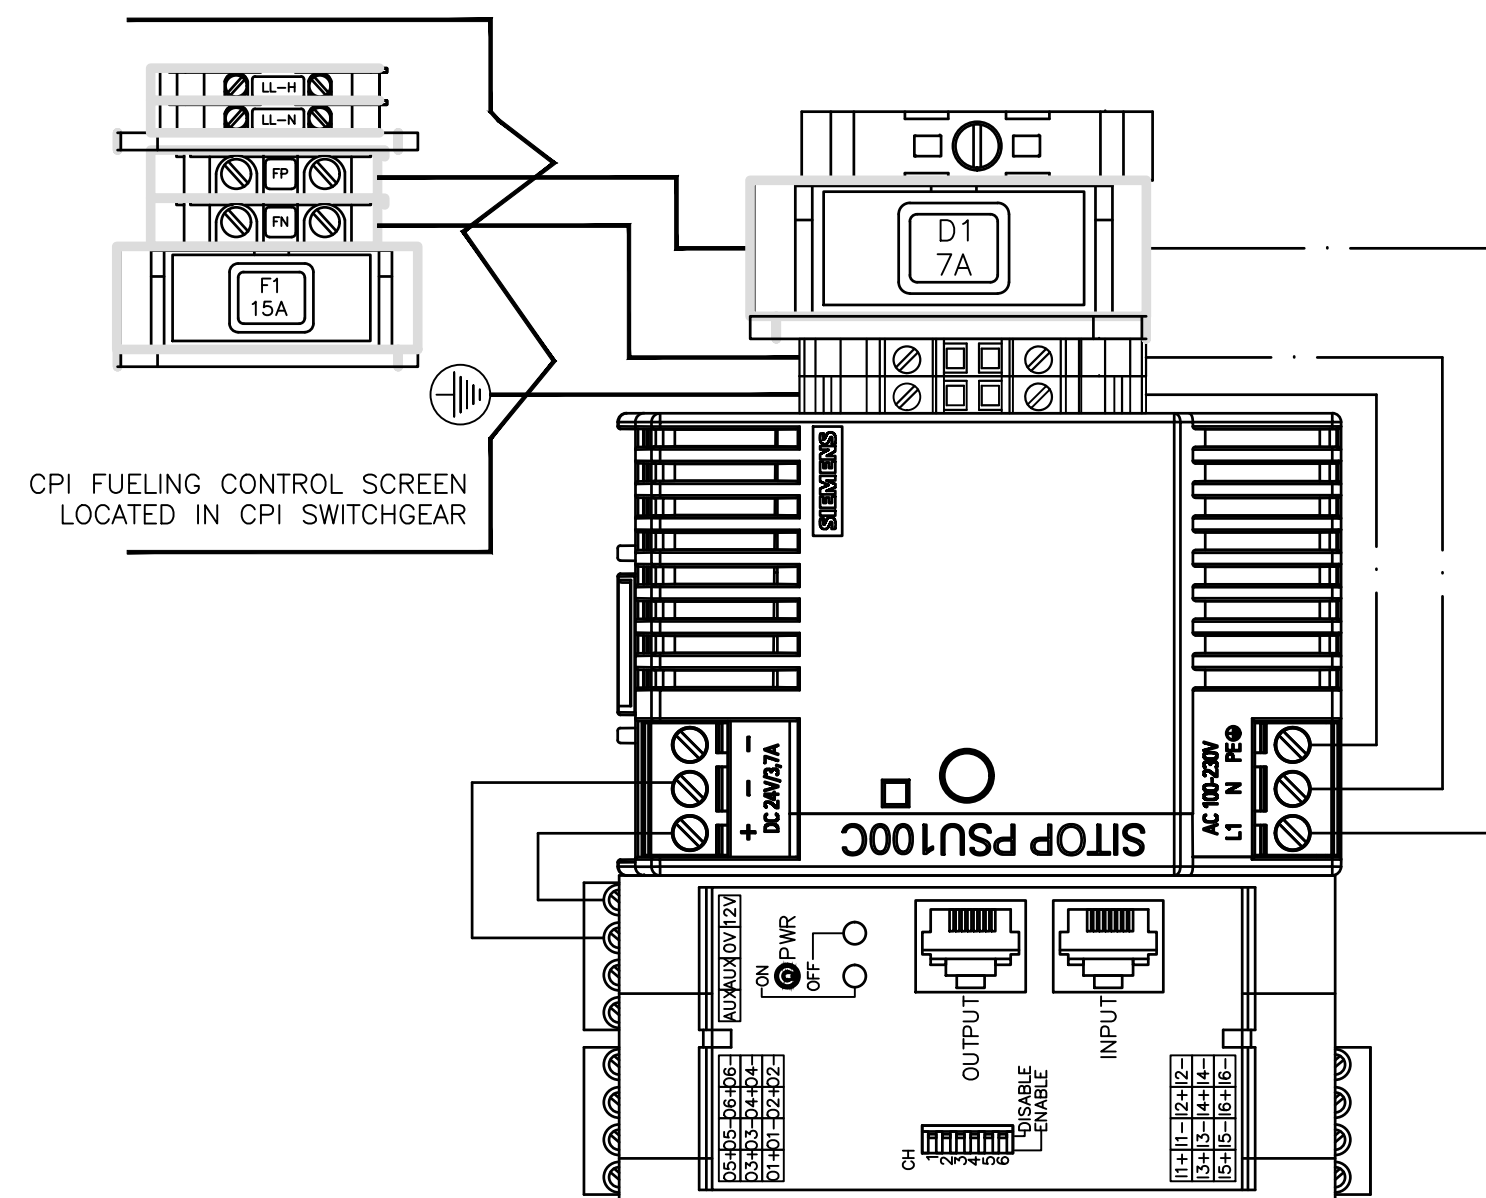 LL-H
LL-N
FP
FN
F1
15A
D1
7A
CPI FUELING CONTROL SCREEN
LOCATED IN CPI SWITCHGEAR
SIEMENS
- - +
DC 24V/3,7A
AC 100-230V
L1 N PE
SITOP PSU100C
AUX AUX 0V 12V
ON
PWR
OFF
OUTPUT
INPUT
O5+ O5- O6+ O6-
O3+ O3- O4+ O4-
O1+ O1- O2+ O2-
CH
1 2 3 4 5 6
DISABLE
ENABLE
I1+ I1- I2+ I2-
I3+ I3- I4+ I4-
I5+ I5- I6+ I6-